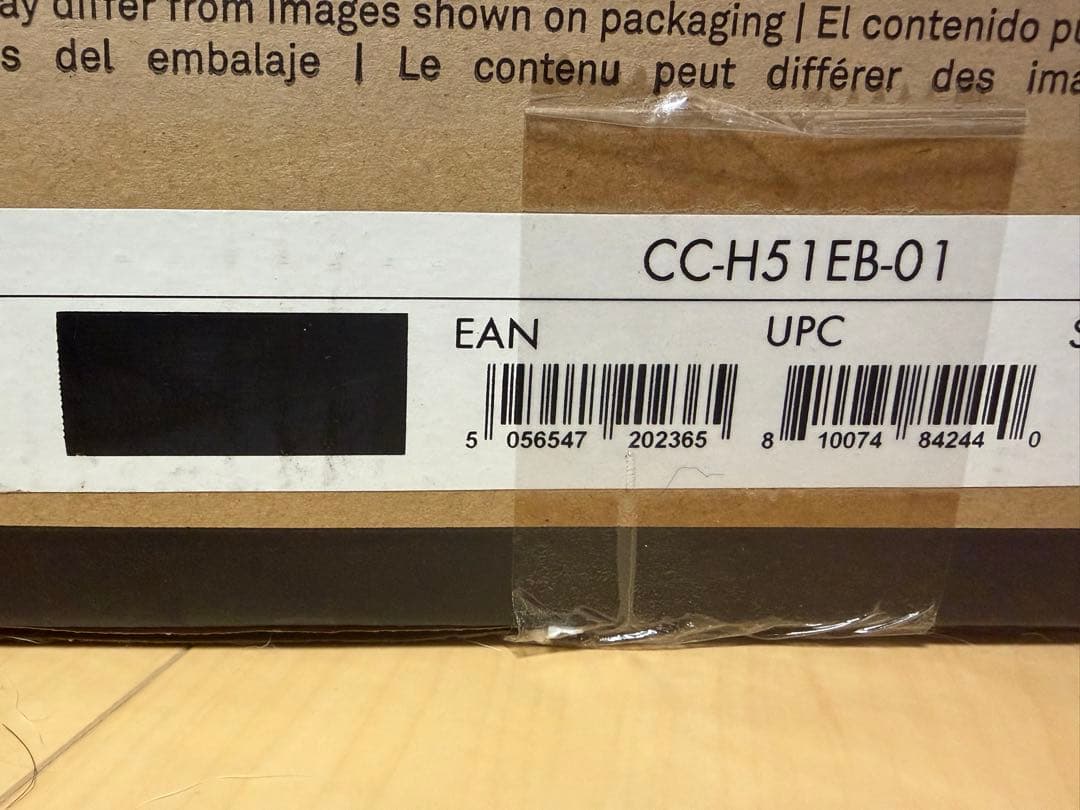 ay differ from images shown on packaging | El contenido pu
s del embalaje | Le contenu peut différer des ima
CC-H51EB-01
EAN UPC S
5 056547 202365 8 10074 84244 0